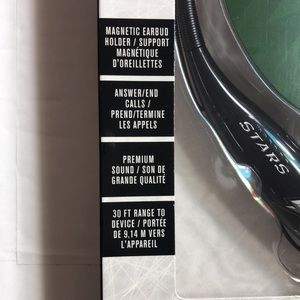 MAGNETIC EARBUD
HOLDER / SUPPORT
MAGNÉTIQUE
D'OREILLETTES
ANSWER/END
CALLS /
PREND/TERMINE
LES APPELS
PREMIUM
SOUND / SON DE
GRANDE QUALITÉ
30 FT RANGE TO
DEVICE / PORTÉE
DE 9,14 M VERS
L'APPAREIL
STARS